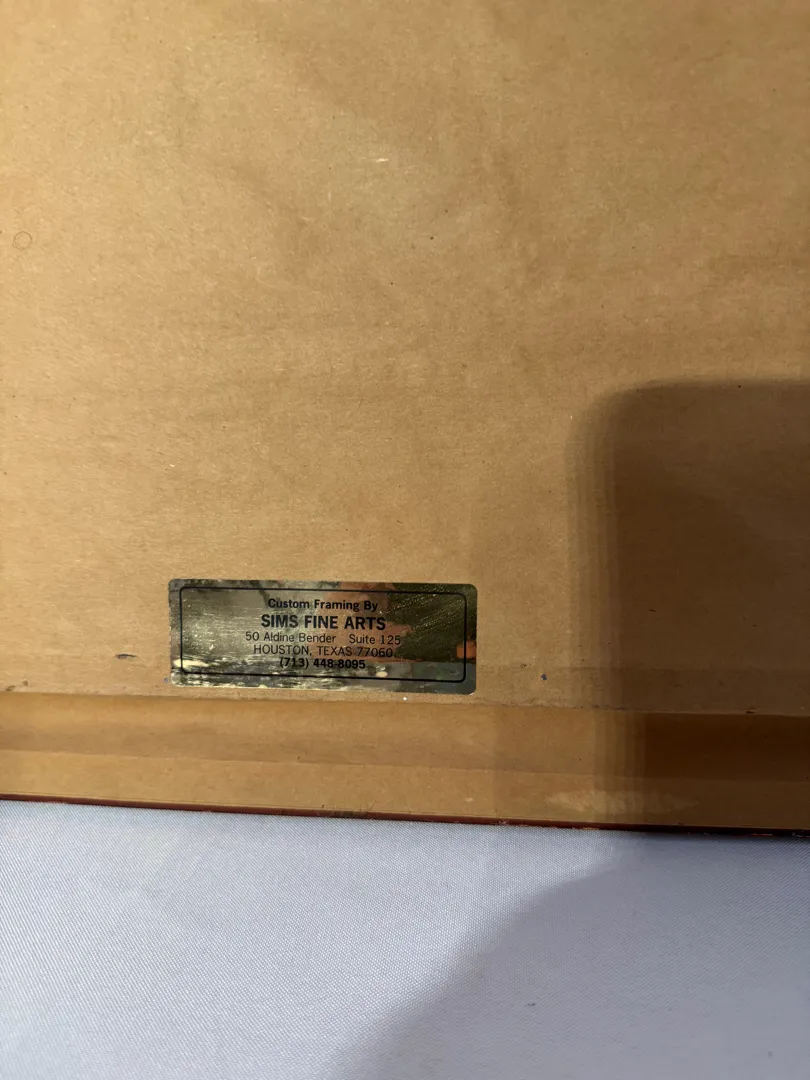 Custom Framing By
SIMS FINE ARTS
50 Aldine Bender Suite 125
HOUSTON, TEXAS 77060
(713) 448-8095